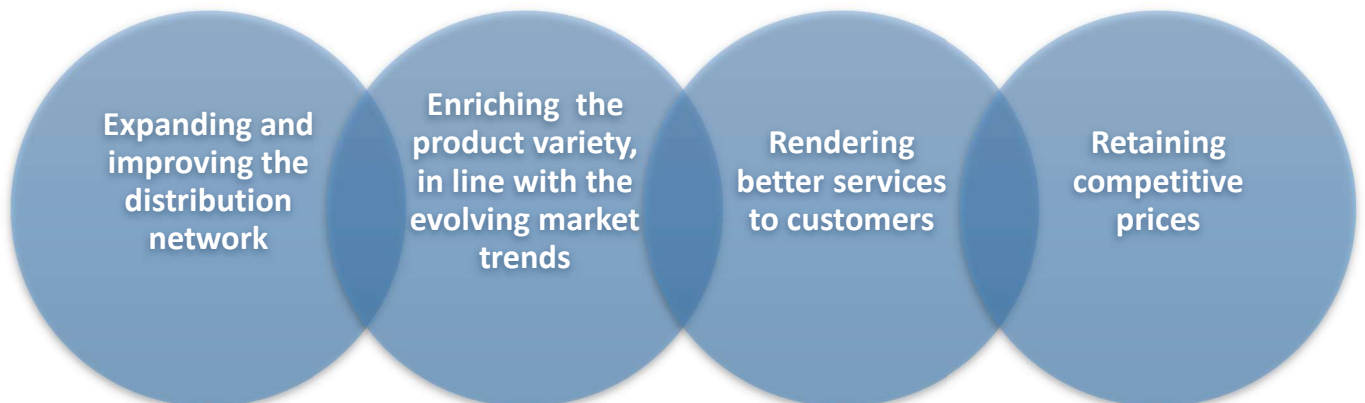 Expanding and
improving the
distribution
network
Enriching the
product variety,
in line with the
evolving market
trends
Rendering
better services
to customers
Retaining
competitive
prices